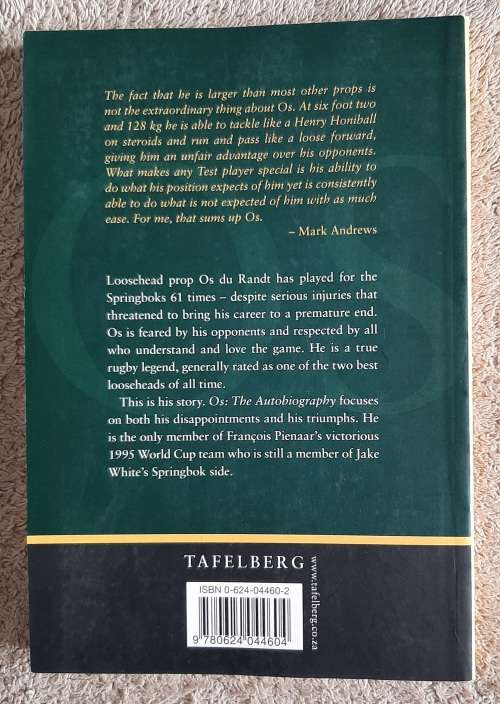 The fact that he is larger than most other props is
not the extraordinary thing about Os. At six foot two
and 128 kg he is able to tackle like a Henry Honiball
on steroids and run and pass like a loose forward,
giving him an unfair advantage over his opponents.
What makes any Test player special is his ability to
do what his position expects of him yet is consistently
able to do what is not expected of him with as much
ease. For me, that sums up Os.
– Mark Andrews
Loosehead prop Os du Randt has played for the
Springboks 61 times – despite serious injuries that
threatened to bring his career to a premature end.
Os is feared by his opponents and respected by all
who understand and love the game. He is a true
rugby legend, generally rated as one of the two best
looseheads of all time.
This is his story. Os: The Autobiography focuses
on both his disappointments and his triumphs. He
is the only member of François Pienaar's victorious
1995 World Cup team who is still a member of Jake
White's Springbok side.
TAFELBERG
www.tafelberg.co.za
ISBN 0-624-04460-2
9 780624 044604
OS